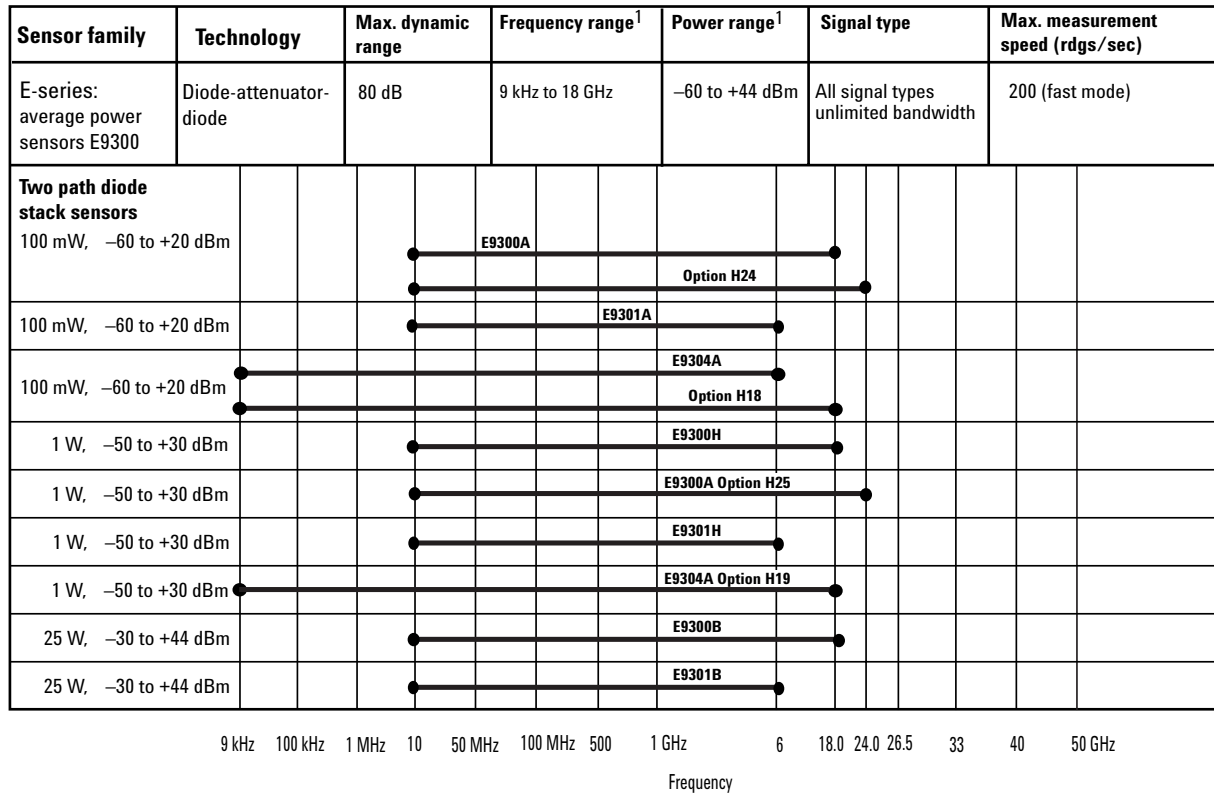 Sensor family
Technology
Max. dynamic
range
Frequency range1
Power range1
Signal type
Max. measurement
speed (rdgs/sec)
E-series:
average power
sensors E9300
Diode-attenuator-
diode
80 dB
9 kHz to 18 GHz
–60 to +44 dBm
All signal types
unlimited bandwidth
200 (fast mode)
Two path diode
stack sensors
100 mW, –60 to +20 dBm
E9300A
Option H24
100 mW, –60 to +20 dBm
E9301A
100 mW, –60 to +20 dBm
E9304A
Option H18
1 W, –50 to +30 dBm
E9300H
1 W, –50 to +30 dBm
E9300A Option H25
1 W, –50 to +30 dBm
E9301H
1 W, –50 to +30 dBm
E9304A Option H19
25 W, –30 to +44 dBm
E9300B
25 W, –30 to +44 dBm
E9301B
9 kHz 100 kHz 1 MHz 10 50 MHz 100 MHz 500 1 GHz 6 18.0 24.0 26.5 33 40 50 GHz
Frequency